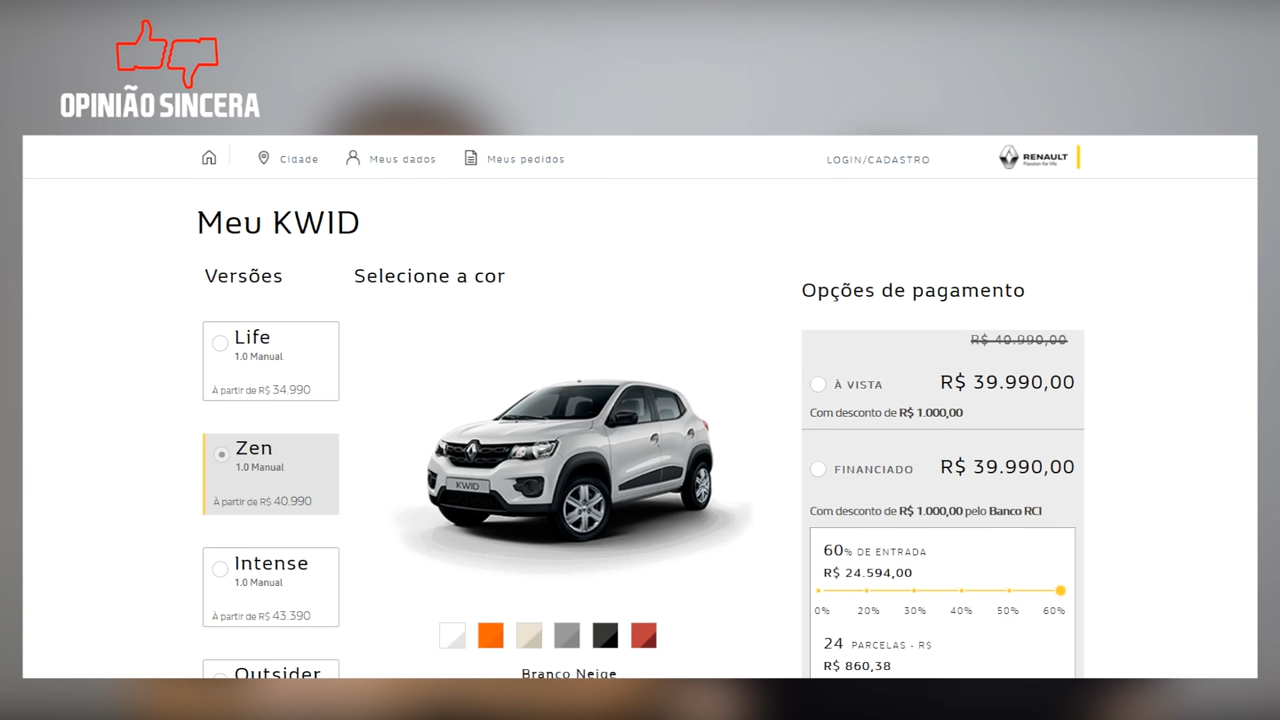 OPINIÃO SINCERA
Cidade
Meus dados
Meus pedidos
LOGIN/CADASTRO
RENAULT
Passion for life
Meu KWID
Versões
Selecione a cor
Opções de pagamento
Life
1.0 Manual
À partir de R$ 34.990
Zen
1.0 Manual
À partir de R$ 40.990
Intense
1.0 Manual
À partir de R$ 43.390
Outsider
KWID
Branco Neige
R$ 40.990,00
À VISTA R$ 39.990,00
Com desconto de R$ 1.000,00
FINANCIADO R$ 39.990,00
Com desconto de R$ 1.000,00 pelo Banco RCI
60% DE ENTRADA
R$ 24.594,00
0% 20% 30% 40% 50% 60%
24 PARCELAS - R$
R$ 860,38